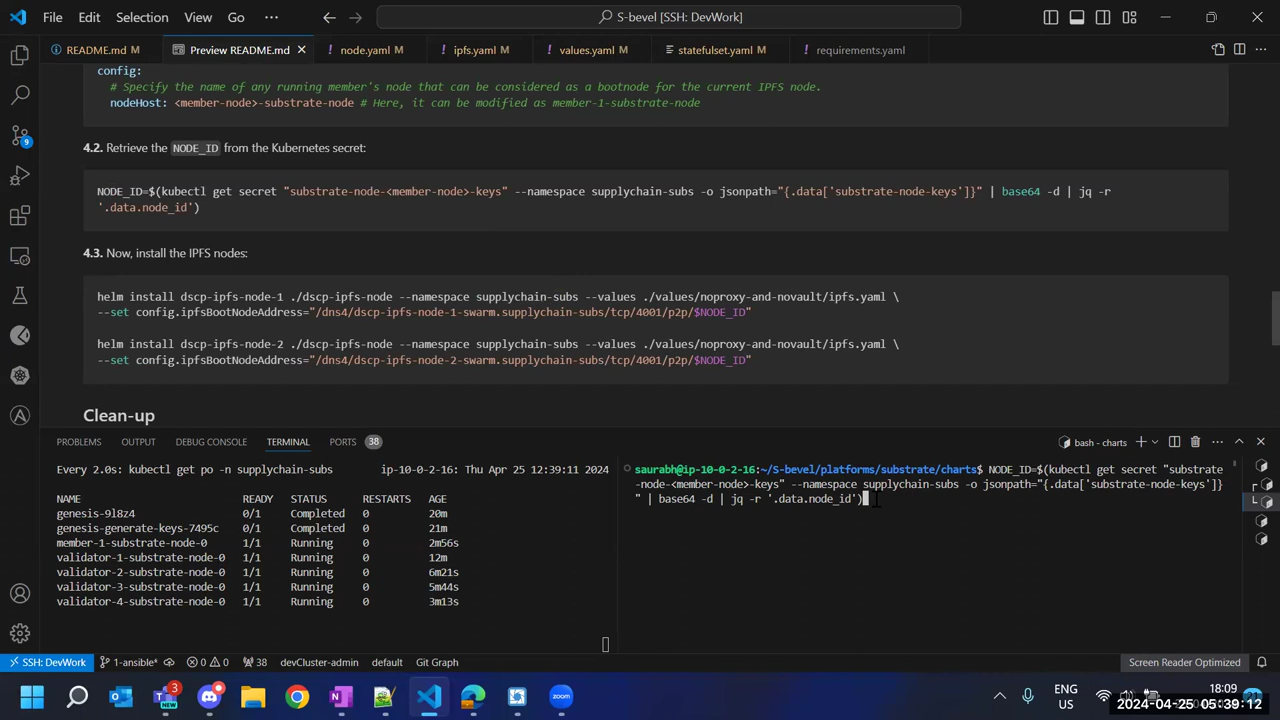 File Edit Selection View Go ··· S-bevel [SSH: DevWork]
README.md Preview README.md node.yaml ipfs.yaml values.yaml statefulset.yaml requirements.yaml
config:
# Specify the name of any running member's node that can be considered as a bootnode for the current IPFS node.
nodeHost: <member-node>-substrate-node # Here, it can be modified as member-1-substrate-node
4.2. Retrieve the NODE_ID from the Kubernetes secret:
NODE_ID=$(kubectl get secret "substrate-node-<member-node>-keys" --namespace supplychain-subs -o jsonpath="{.data['substrate-node-keys']}" | base64 -d | jq -r
'.data.node_id')
4.3. Now, install the IPFS nodes:
helm install dscp-ipfs-node-1 ./dscp-ipfs-node --namespace supplychain-subs --values ./values/noproxy-and-novault/ipfs.yaml \
--set config.ipfsBootNodeAddress="/dns4/dscp-ipfs-node-1-swarm.supplychain-subs/tcp/4001/p2p/$NODE_ID"
helm install dscp-ipfs-node-2 ./dscp-ipfs-node --namespace supplychain-subs --values ./values/noproxy-and-novault/ipfs.yaml \
--set config.ipfsBootNodeAddress="/dns4/dscp-ipfs-node-2-swarm.supplychain-subs/tcp/4001/p2p/$NODE_ID"
Clean-up
PROBLEMS OUTPUT DEBUG CONSOLE TERMINAL PORTS 38 bash - charts
Every 2.0s: kubectl get po -n supplychain-subs ip-10-0-2-16: Thu Apr 25 12:39:11 2024
NAME READY STATUS RESTARTS AGE
genesis-9l8z4 0/1 Completed 0 20m
genesis-generate-keys-7495c 0/1 Completed 0 21m
member-1-substrate-node-0 1/1 Running 0 2m56s
validator-1-substrate-node-0 1/1 Running 0 12m
validator-2-substrate-node-0 1/1 Running 0 6m21s
validator-3-substrate-node-0 1/1 Running 0 5m44s
validator-4-substrate-node-0 1/1 Running 0 3m13s
saurabh@ip-10-0-2-16:~/S-bevel/platforms/substrate/charts$ NODE_ID=$(kubectl get secret "substrate
-node-<member-node>-keys" --namespace supplychain-subs -o jsonpath="{.data['substrate-node-keys']}
" | base64 -d | jq -r '.data.node_id')
SSH: DevWork 1-ansible* 0 0 38 devCluster-admin default Git Graph Screen Reader Optimized
9
3
ENG
18:09
2024-04-25 05:39:12